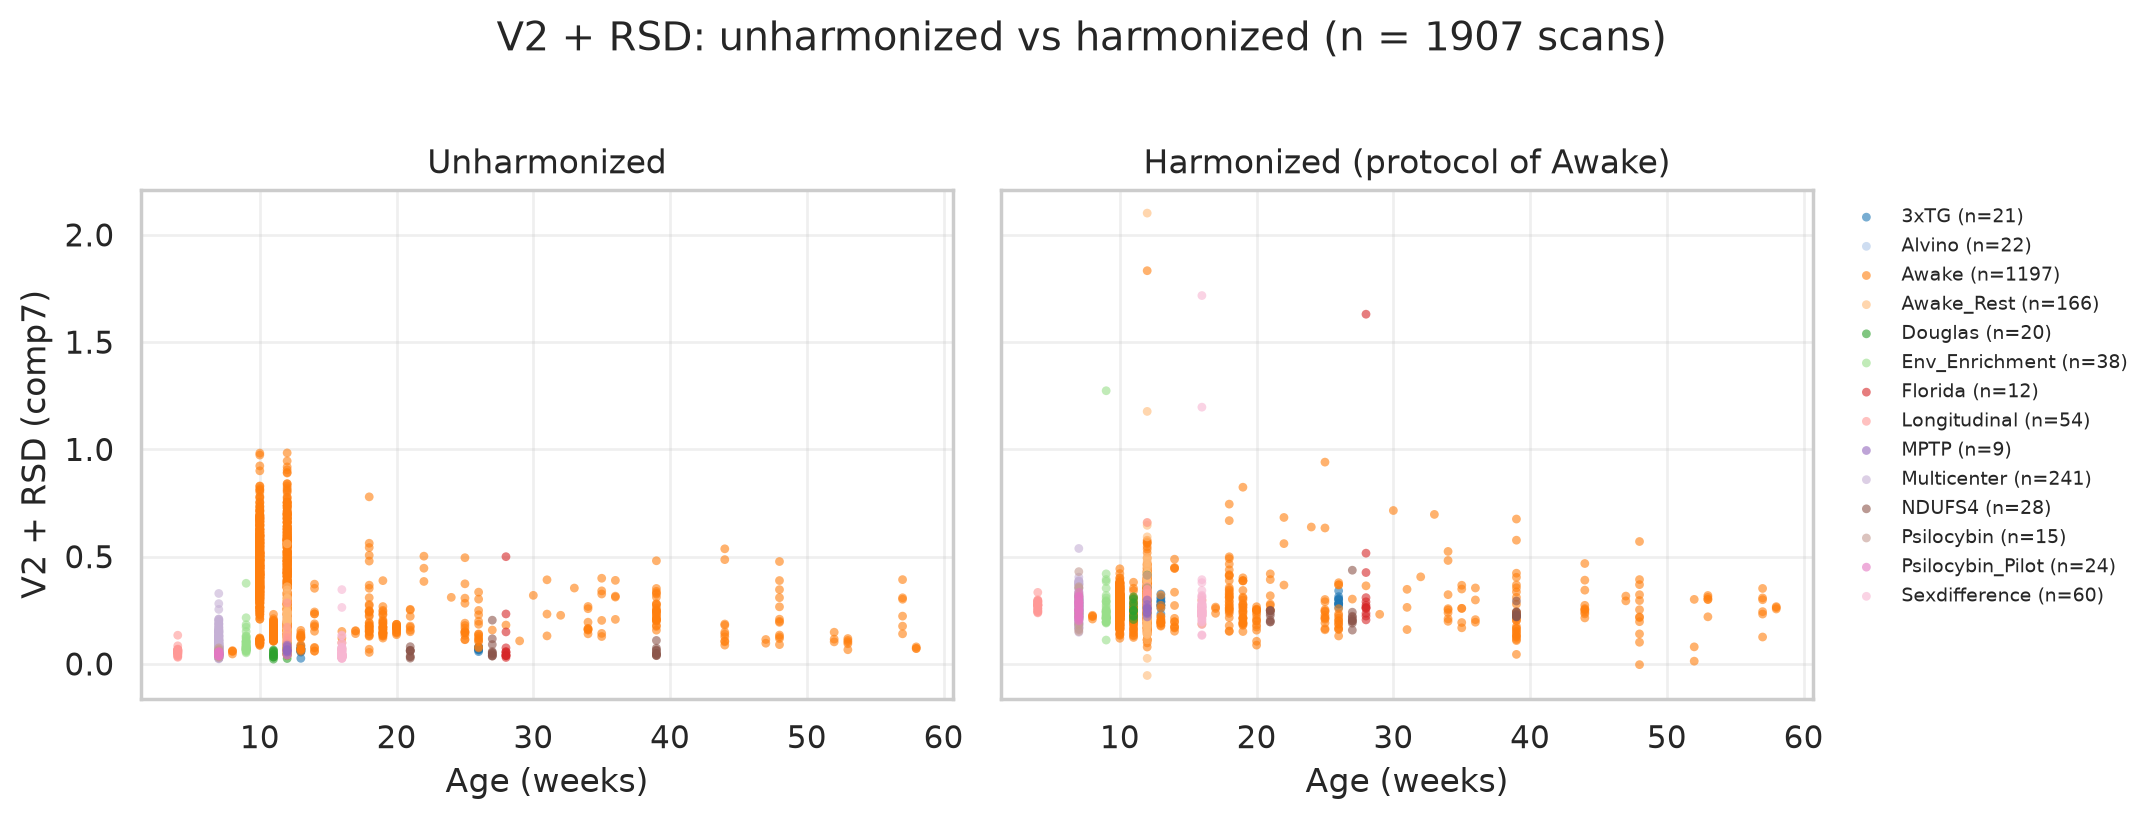 V2 + RSD: unharmonized vs harmonized (n = 1907 scans)
Unharmonized
Harmonized (protocol of Awake)
V2 + RSD (comp7)
2.0
1.5
1.0
0.5
0.0
10 20 30 40 50 60
10 20 30 40 50 60
Age (weeks)
Age (weeks)
3xTG (n=21)
Alvino (n=22)
Awake (n=1197)
Awake_Rest (n=166)
Douglas (n=20)
Env_Enrichment (n=38)
Florida (n=12)
Longitudinal (n=54)
MPTP (n=9)
Multicenter (n=241)
NDUFS4 (n=28)
Psilocybin (n=15)
Psilocybin_Pilot (n=24)
Sexdifference (n=60)